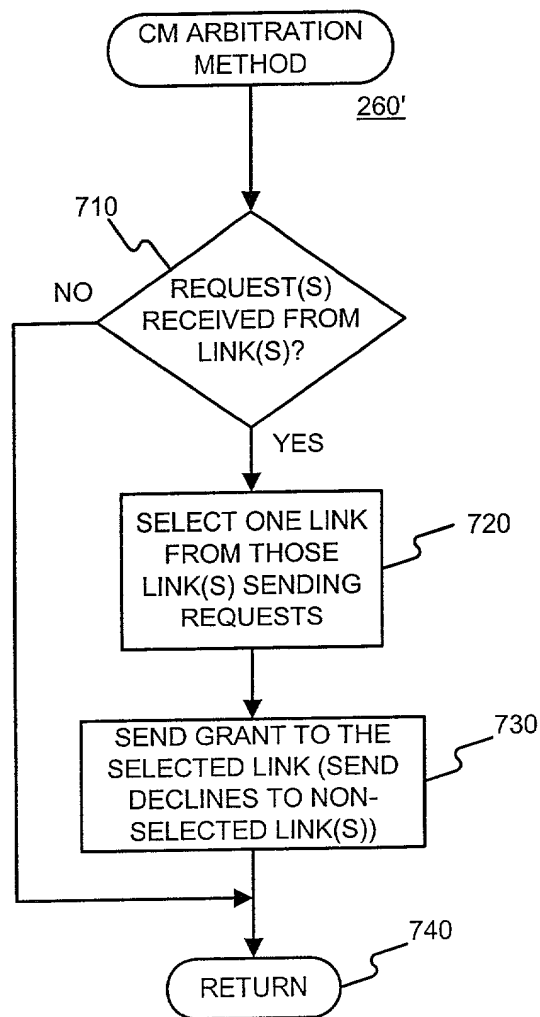 CM ARBITRATION
METHOD
260'
710
NO
REQUEST(S)
RECEIVED FROM
LINK(S)?
YES
SELECT ONE LINK
FROM THOSE
LINK(S) SENDING
REQUESTS
720
SEND GRANT TO THE
SELECTED LINK (SEND
DECLINES TO NON-
SELECTED LINK(S))
730
740
RETURN